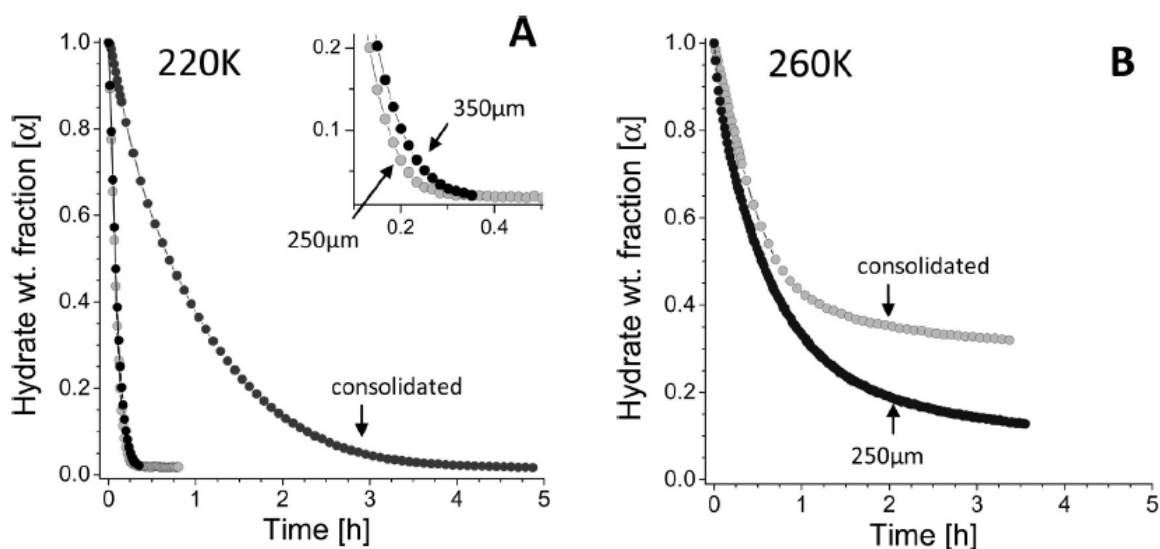 A
220K
Hydrate wt. fraction [α]
1.0
0.8
0.6
0.4
0.2
0.0
0.2
0.1
350µm
250µm
0.2 0.4
consolidated
0 1 2 3 4 5
Time [h]
B
260K
Hydrate wt. fraction [α]
1.0
0.8
0.6
0.4
0.2
0.0
consolidated
250µm
0 1 2 3 4 5
Time [h]